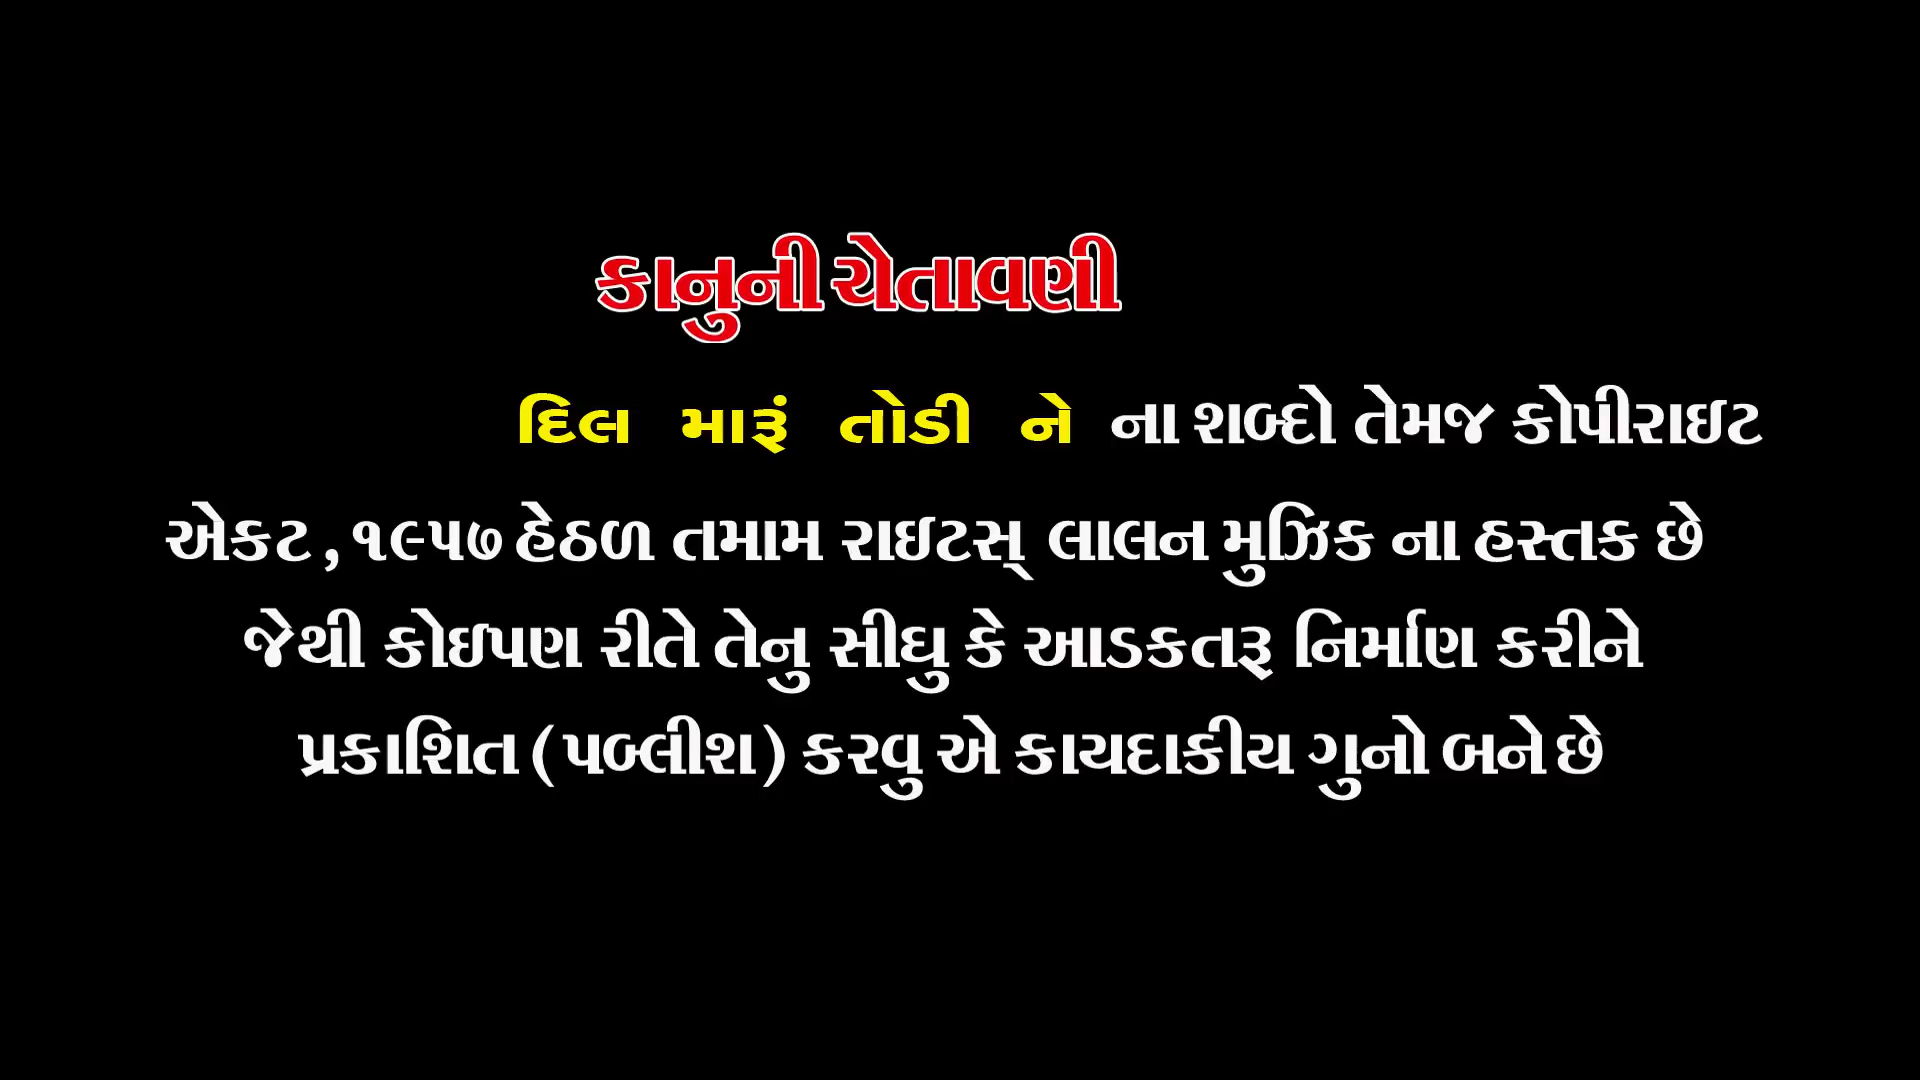 કાનુની ચેતાવણી
દિલ મારૂં તોડી ને ના શબ્દો તેમજ કોપીરાઇટ
એકટ , ૧૯૫૭ હેઠળ તમામ રાઇટસ્ લાલન મુઝિક ના હસ્તક છે
જેથી કોઇપણ રીતે તેનુ સીઘુ કે આડકતરૂ નિર્માણ કરીને
પ્રકાશિત ( પબ્લીશ ) કરવુ એ કાયદાકીય ગુનો બને છે